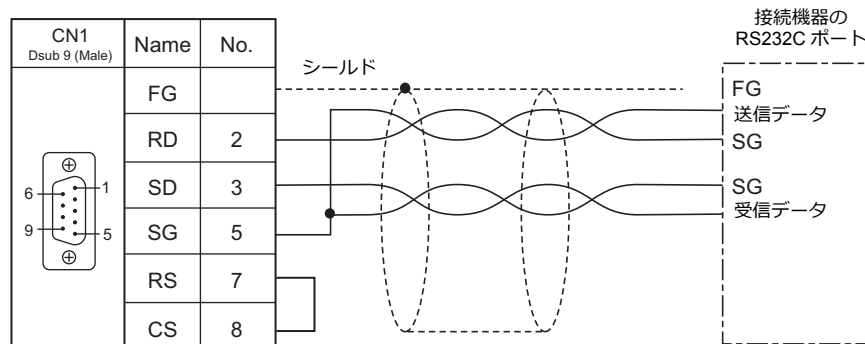 CN1
Dsub 9 (Male)
Name
No.
接続機器の
RS232C ポート
シールド
FG
FG
送信データ
RD
2
SG
SD
3
SG
受信データ
6
1
9
5
SG
5
RS
7
CS
8